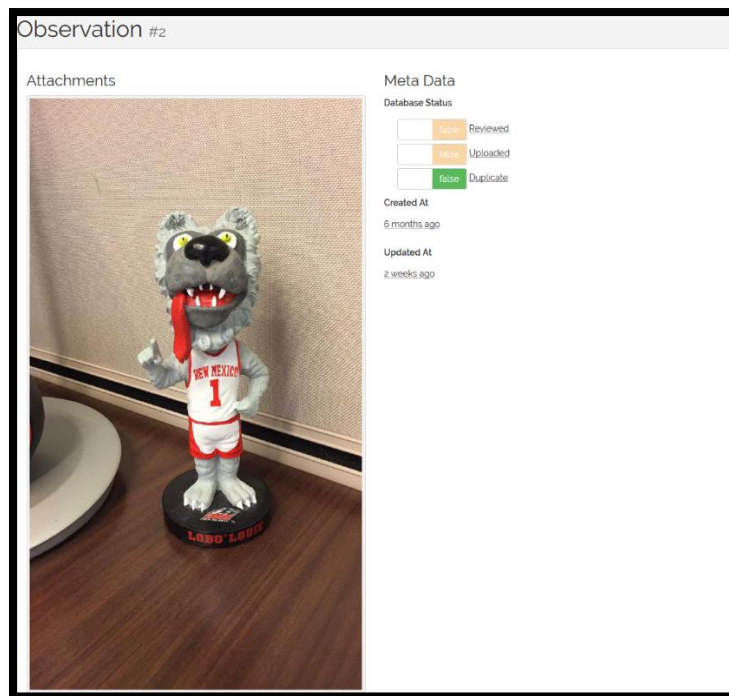 Observation #2
Attachments
Meta Data
Database Status
false Reviewed
false Uploaded
false Duplicate
Created At
6 months ago
Updated At
2 weeks ago
NEW MEXICO
1
LOBO LOUIE